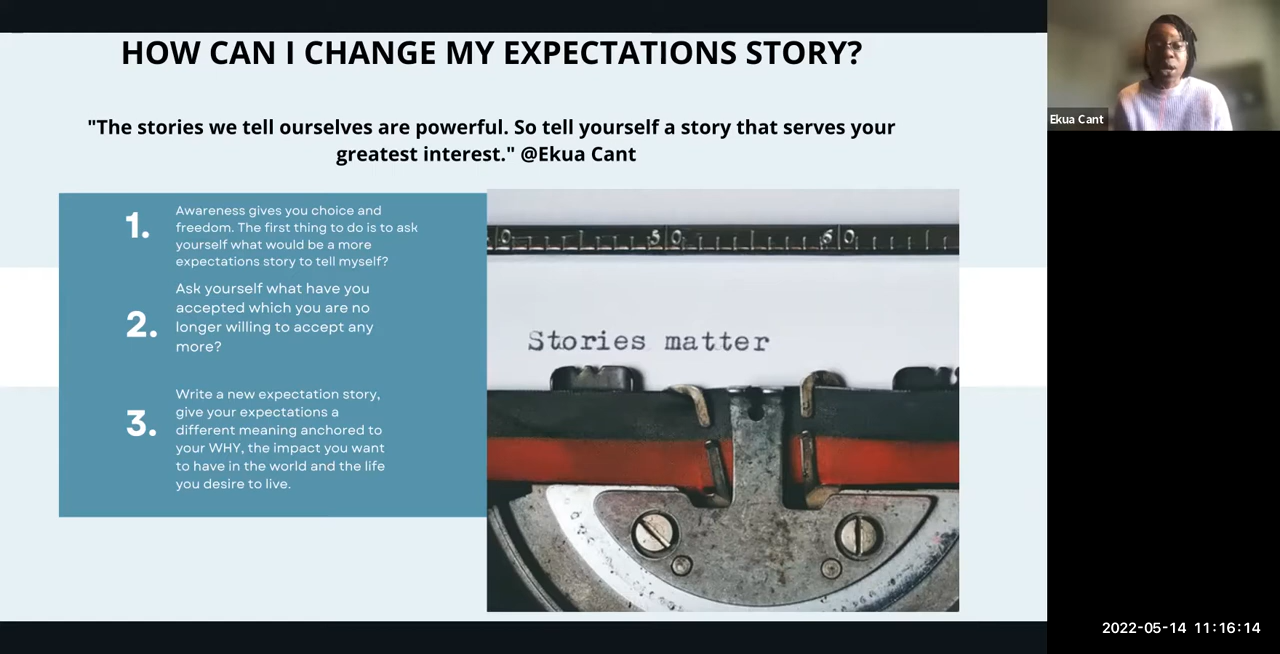 HOW CAN I CHANGE MY EXPECTATIONS STORY?
"The stories we tell ourselves are powerful. So tell yourself a story that serves your
greatest interest." @Ekua Cant
1.
Awareness gives you choice and
freedom. The first thing to do is to ask
yourself what would be a more
expectations story to tell myself?
2.
Ask yourself what have you
accepted which you are no
longer willing to accept any
more?
3.
Write a new expectation story,
give your expectations a
different meaning anchored to
your WHY, the impact you want
to have in the world and the life
you desire to live.
Stories matter
Ekua Cant
2022-05-14 11:16:14